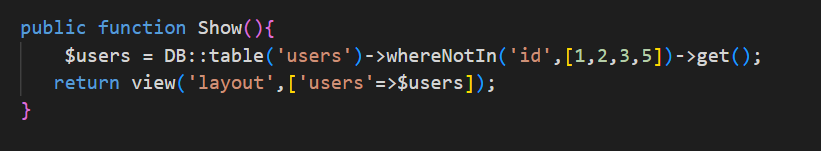 public function Show(){
$users = DB::table('users')->whereNotIn('id',[1,2,3,5])->get();
return view('layout',['users'=>$users]);
}